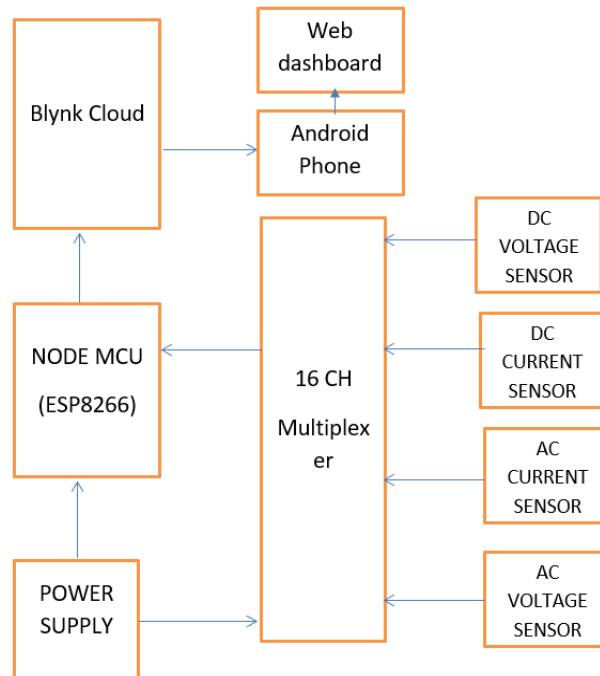 Web
dashboard
Blynk Cloud
Android
Phone
DC
VOLTAGE
SENSOR
NODE MCU
(ESP8266)
16 CH
Multiplex
er
DC
CURRENT
SENSOR
AC
CURRENT
SENSOR
POWER
SUPPLY
AC
VOLTAGE
SENSOR